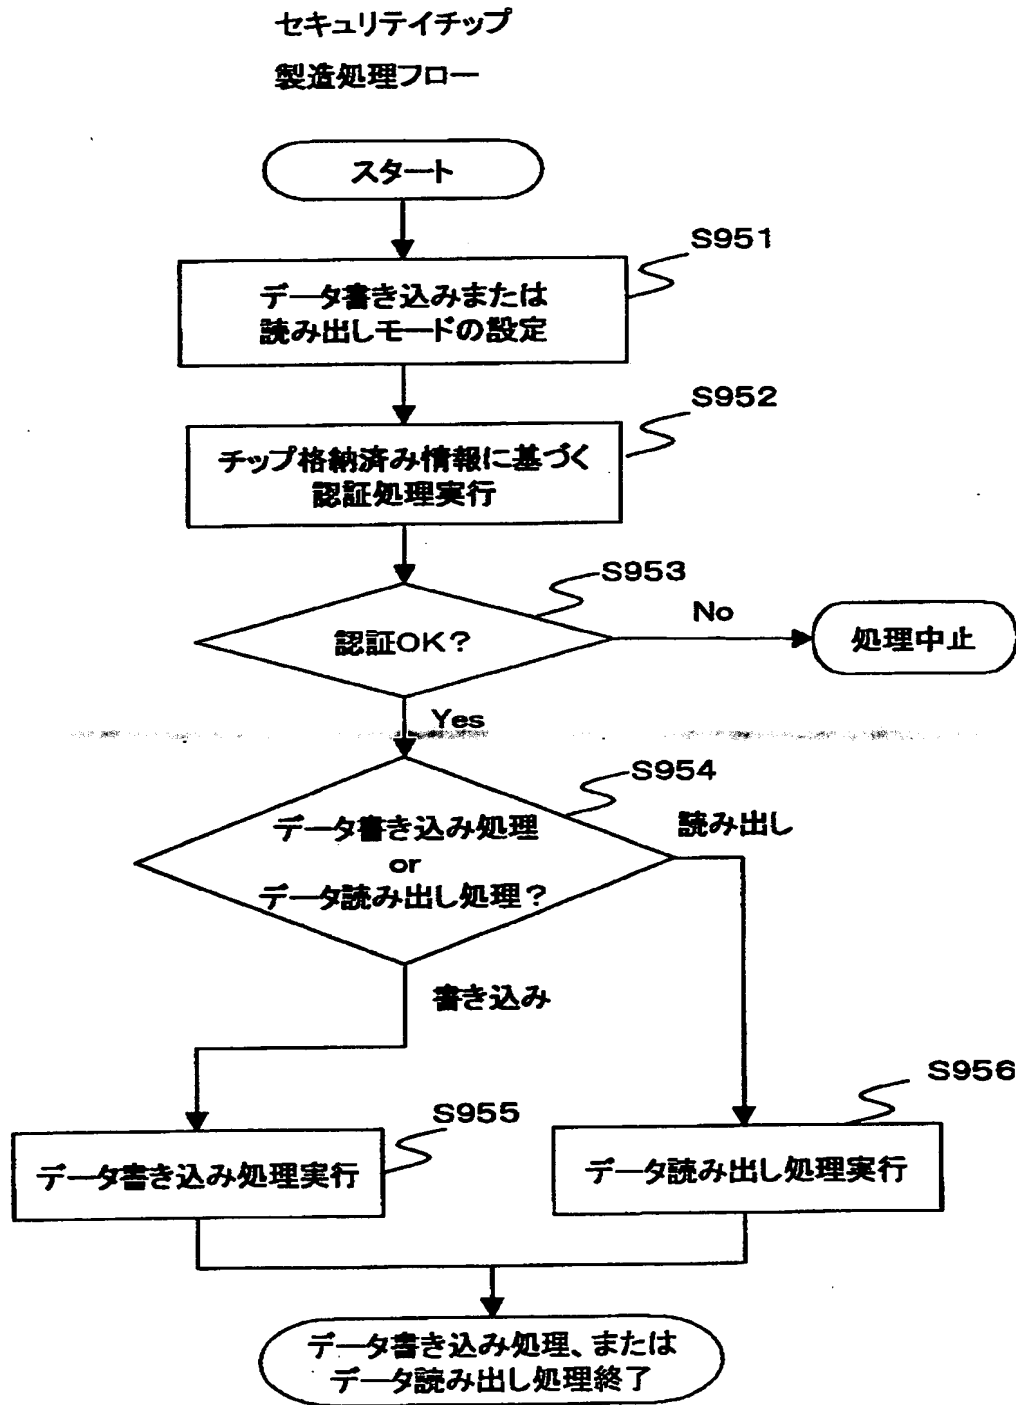 セキュリテイチップ
製造処理フロー
スタート
S951
データ書き込みまたは
読み出しモードの設定
S952
チップ格納済み情報に基づく
認証処理実行
S953
認証OK?
No
処理中止
Yes
S954
データ書き込み処理
or
データ読み出し処理?
読み出し
書き込み
S955
データ書き込み処理実行
S956
データ読み出し処理実行
データ書き込み処理、または
データ読み出し処理終了